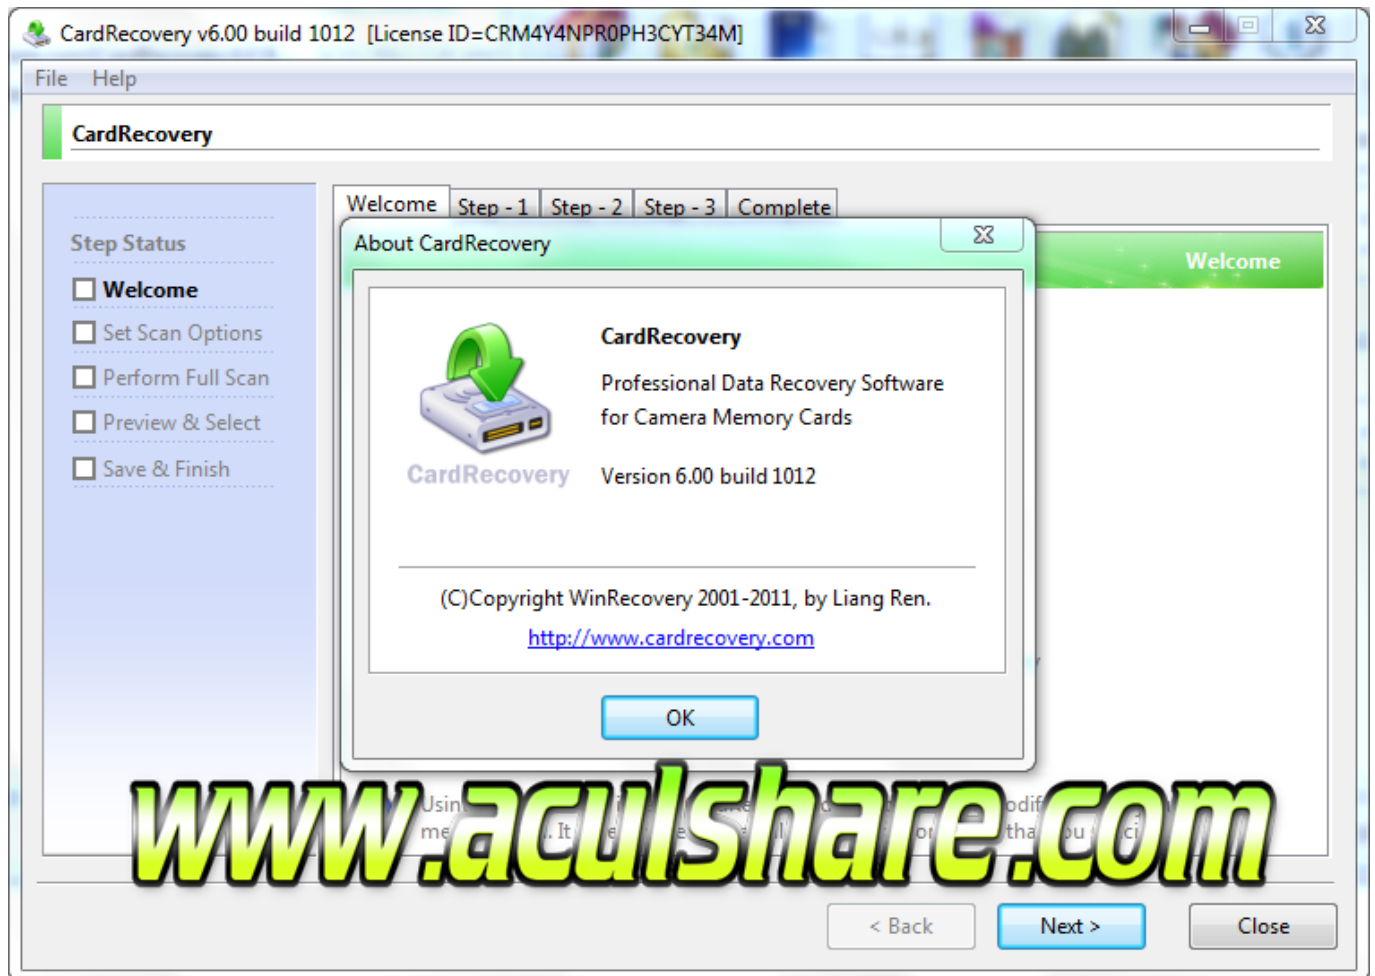 CardRecovery v6.00 build 1012 [License ID=CRM4Y4NPR0PH3CYT34M]
File Help
CardRecovery
Welcome Step - 1 Step - 2 Step - 3 Complete
Step Status
Welcome
Set Scan Options
Perform Full Scan
Preview & Select
Save & Finish
Welcome
About CardRecovery
CardRecovery
CardRecovery
Professional Data Recovery Software
for Camera Memory Cards
Version 6.00 build 1012
(C)Copyright WinRecovery 2001-2011, by Liang Ren.
http://www.cardrecovery.com
OK
www.aculshare.com
< Back Next > Close